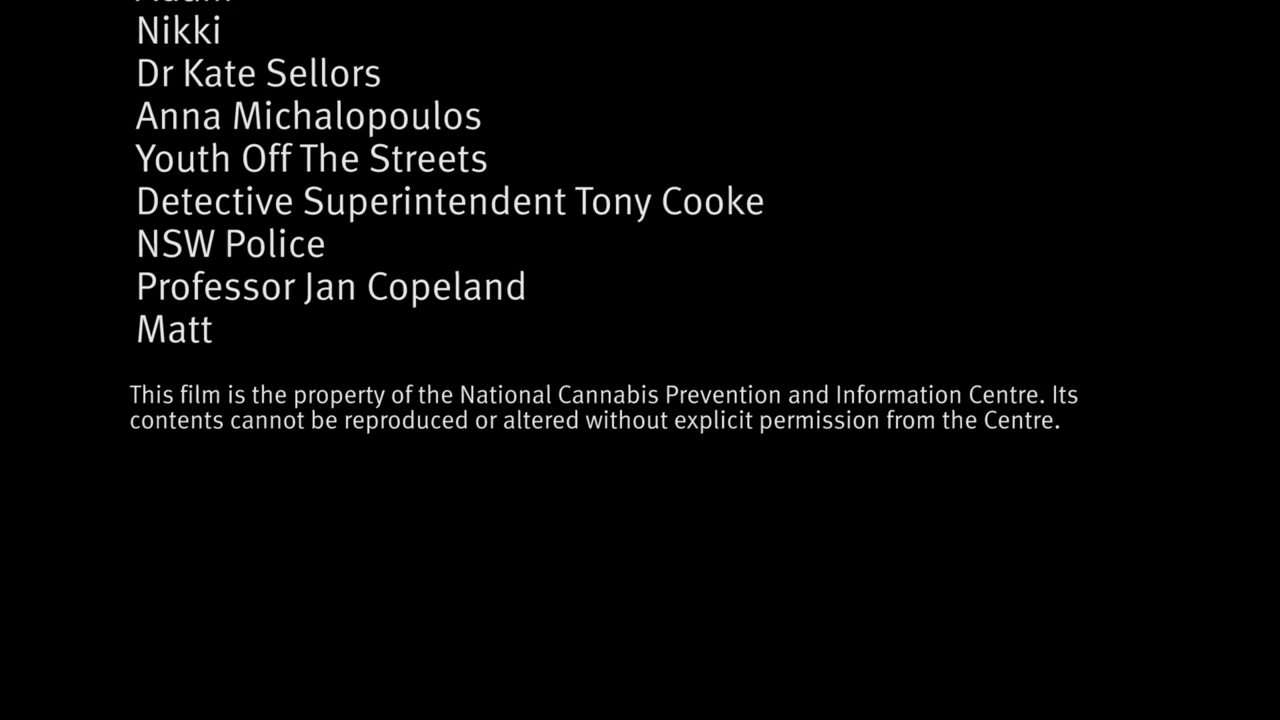 Nikki
Dr Kate Sellors
Anna Michalopoulos
Youth Off The Streets
Detective Superintendent Tony Cooke
NSW Police
Professor Jan Copeland
Matt
This film is the property of the National Cannabis Prevention and Information Centre. Its
contents cannot be reproduced or altered without explicit permission from the Centre.